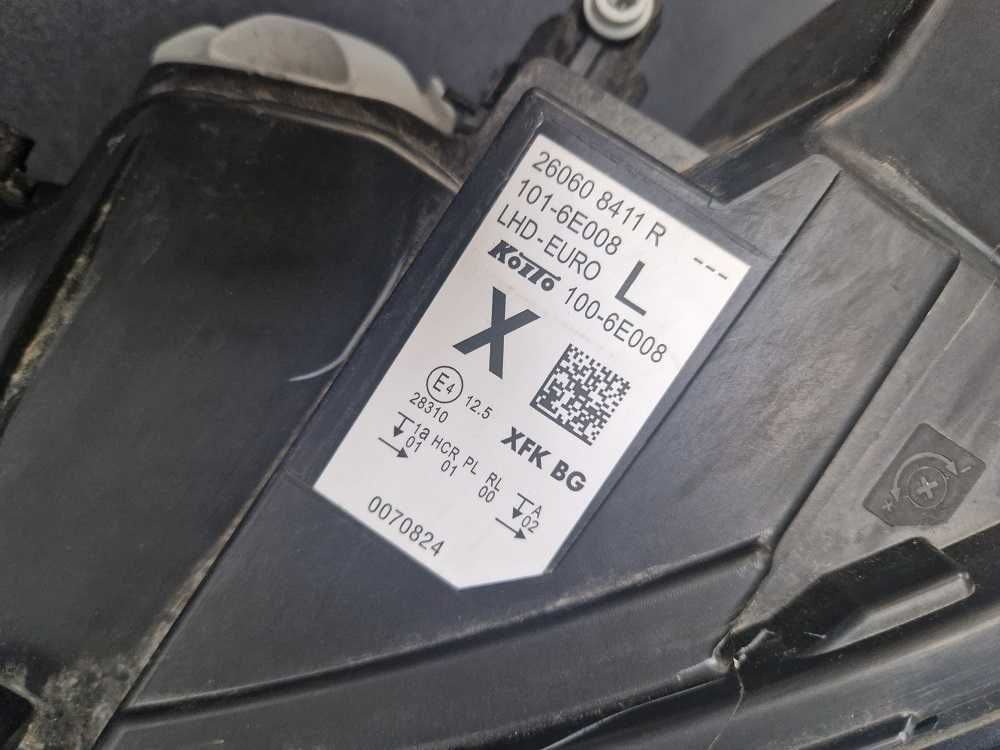 26060 8411 R
---
101-6E008
LHD-EURO
L
Koito 100-6E008
X
E4 12.5
28310
XFK BG
1a HCR PL RL A
01 01 00 02
0070824